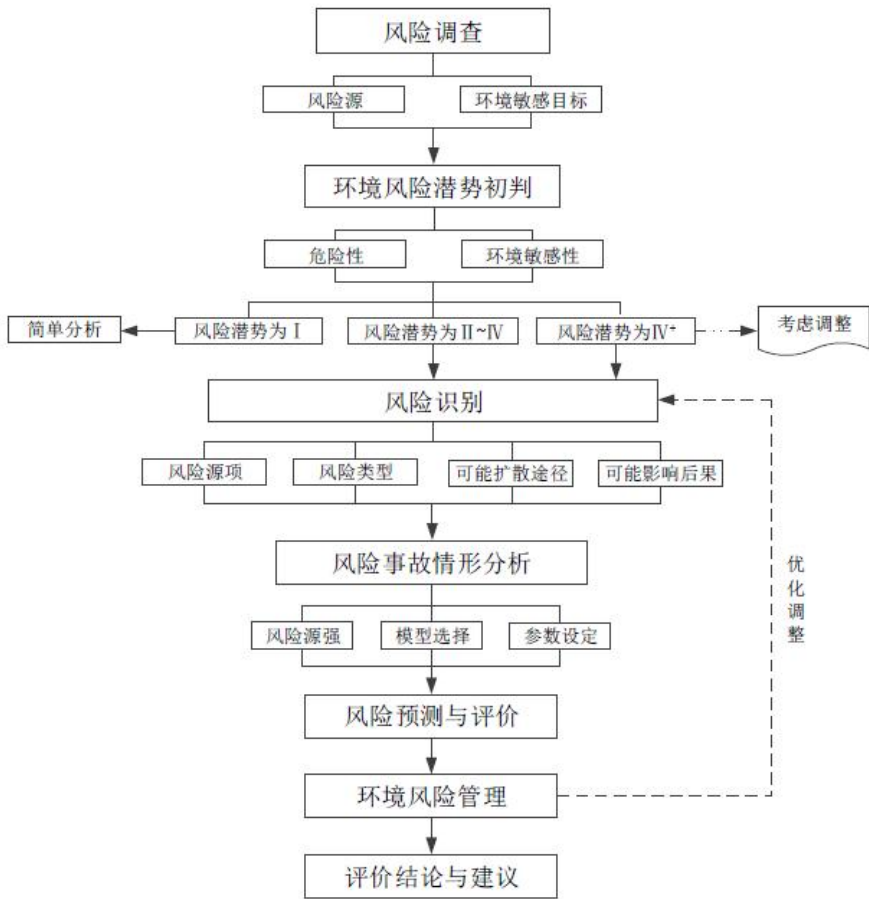 风险调查
风险源
环境敏感目标
环境风险潜势初判
危险性
环境敏感性
简单分析
风险潜势为Ⅰ
风险潜势为Ⅱ~Ⅳ
风险潜势为Ⅳ⁺
考虑调整
风险识别
风险源项
风险类型
可能扩散途径
可能影响后果
风险事故情形分析
优化调整
风险源强
模型选择
参数设定
风险预测与评价
环境风险管理
评价结论与建议